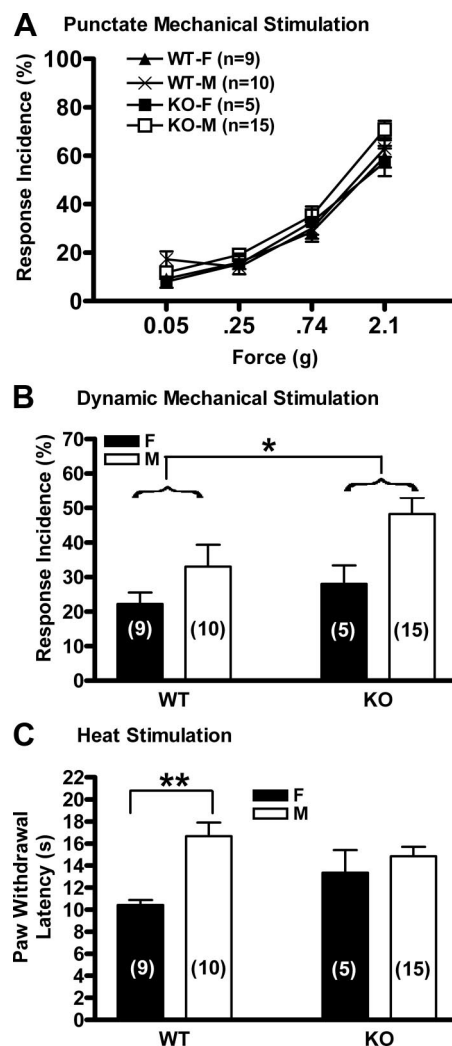 A Punctate Mechanical Stimulation
Response Incidence (%)
100
80
60
40
20
0
WT-F (n=9)
WT-M (n=10)
KO-F (n=5)
KO-M (n=15)
0.05 .25 .74 2.1
Force (g)
B Dynamic Mechanical Stimulation
Response Incidence (%)
70
60
50
40
30
20
10
0
F
M
*
(9) (10) (5) (15)
WT KO
C Heat Stimulation
Paw Withdrawal
Latency (s)
22
20
18
16
14
12
10
8
6
4
2
0
**
F
M
(9) (10) (5) (15)
WT KO